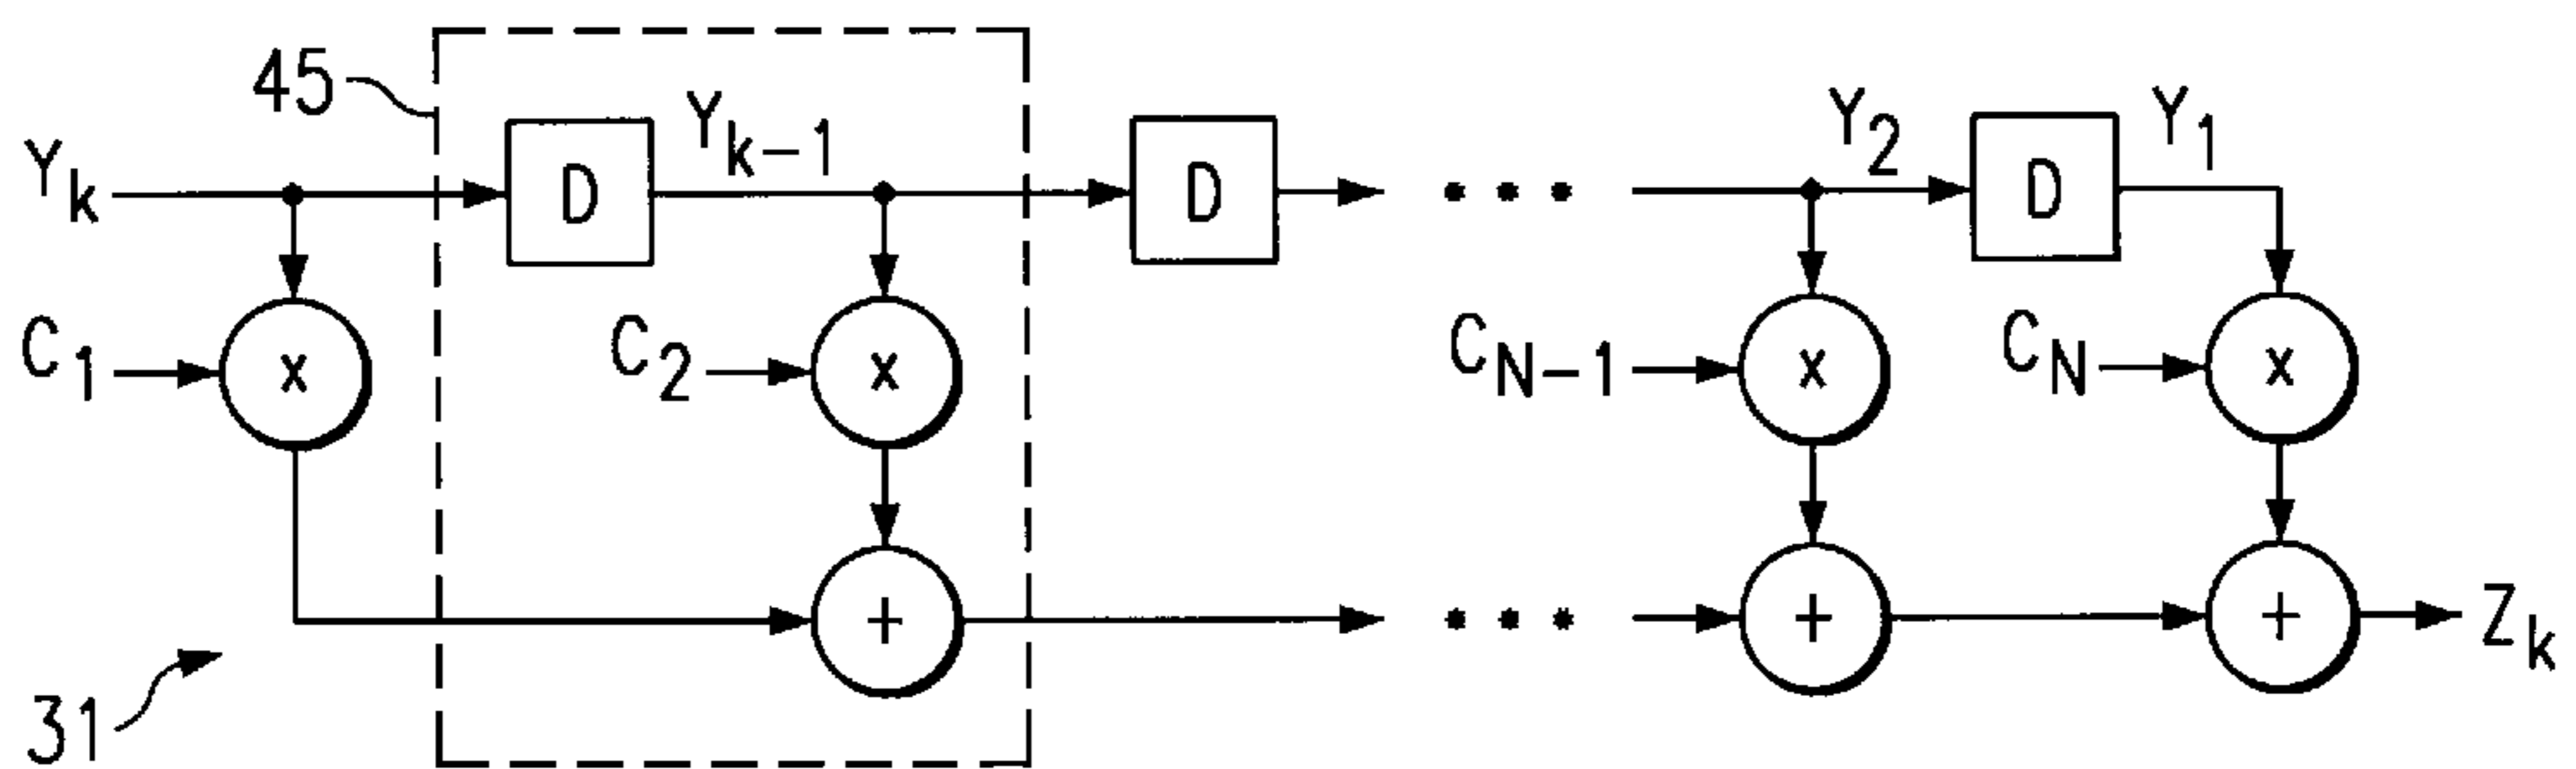 45
Y_k D Y_{k-1} D ... Y_2 D Y_1
C_1 x C_2 x C_{N-1} x C_N x
+ ... + + Z_k
31